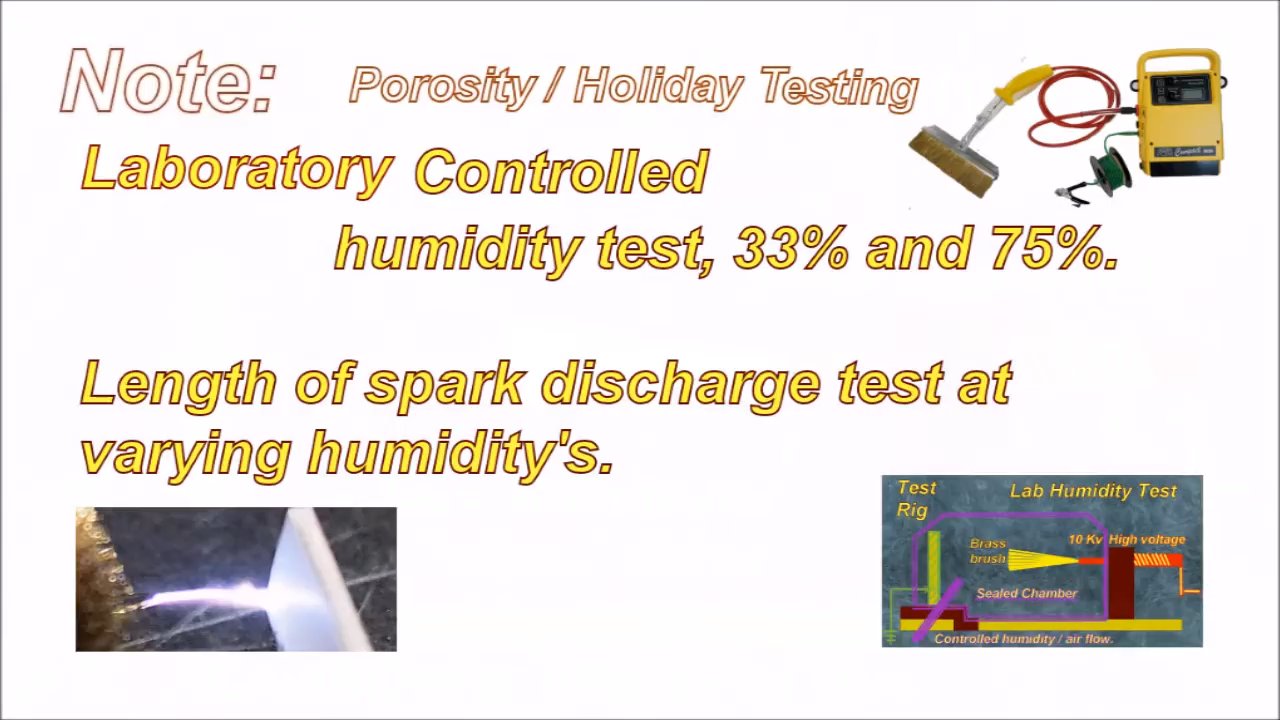 Note:
Porosity / Holiday Testing
Laboratory Controlled
humidity test, 33% and 75%.
Length of spark discharge test at
varying humidity's.
Test
Rig
Lab Humidity Test
Brass
brush
10 Kv High voltage
Sealed Chamber
Controlled humidity / air flow.